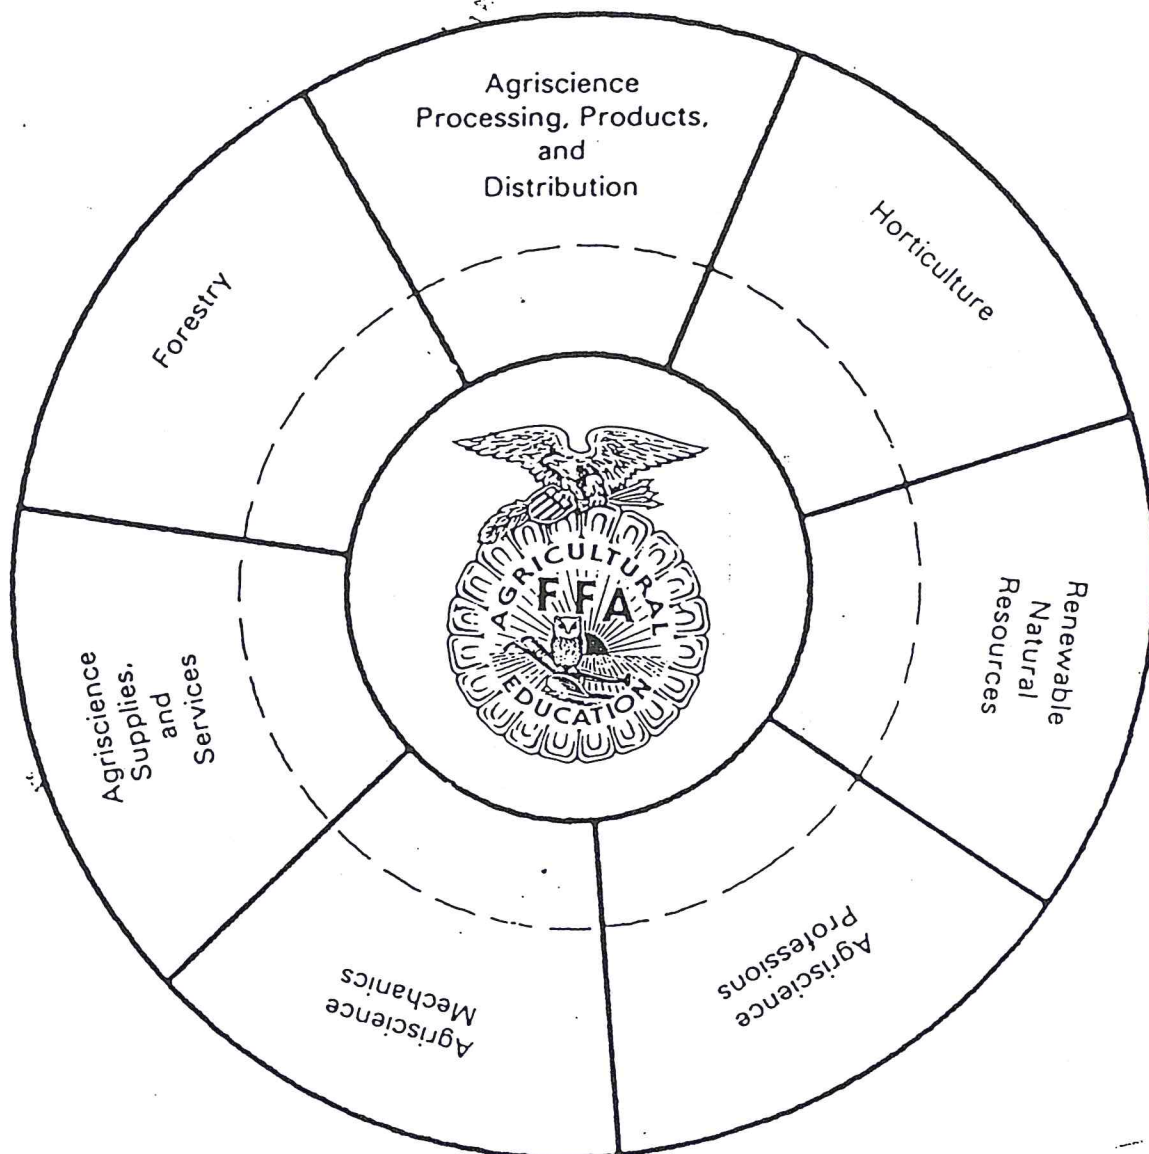 Agriscience
Processing, Products,
and
Distribution
Horticulture
Renewable
Natural
Resources
Agriscience
Professions
Agriscience
Mechanics
Agriscience
Supplies,
and
Services
Forestry
AGRICULTURAL
FFA
EDUCATION